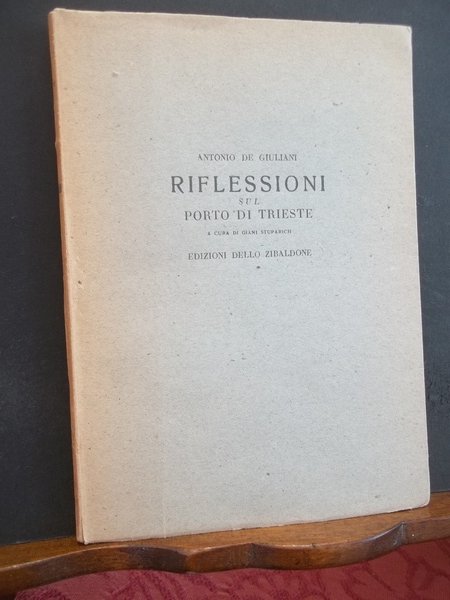 ANTONIO DE GIULIANI
RIFLESSIONI
SUL
PORTO DI TRIESTE
A CURA DI GIANI STUPARICH
EDIZIONI DELLO ZIBALDONE